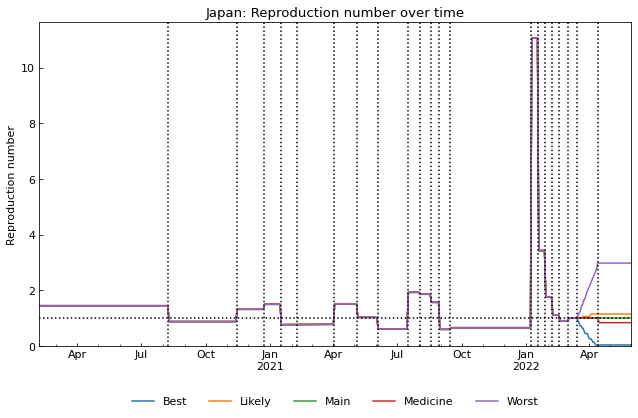 Japan: Reproduction number over time
Reproduction number
10
8
6
4
2
0
Apr Jul Oct Jan Apr Jul Oct Jan Apr
2021 2022
Best Likely Main Medicine Worst